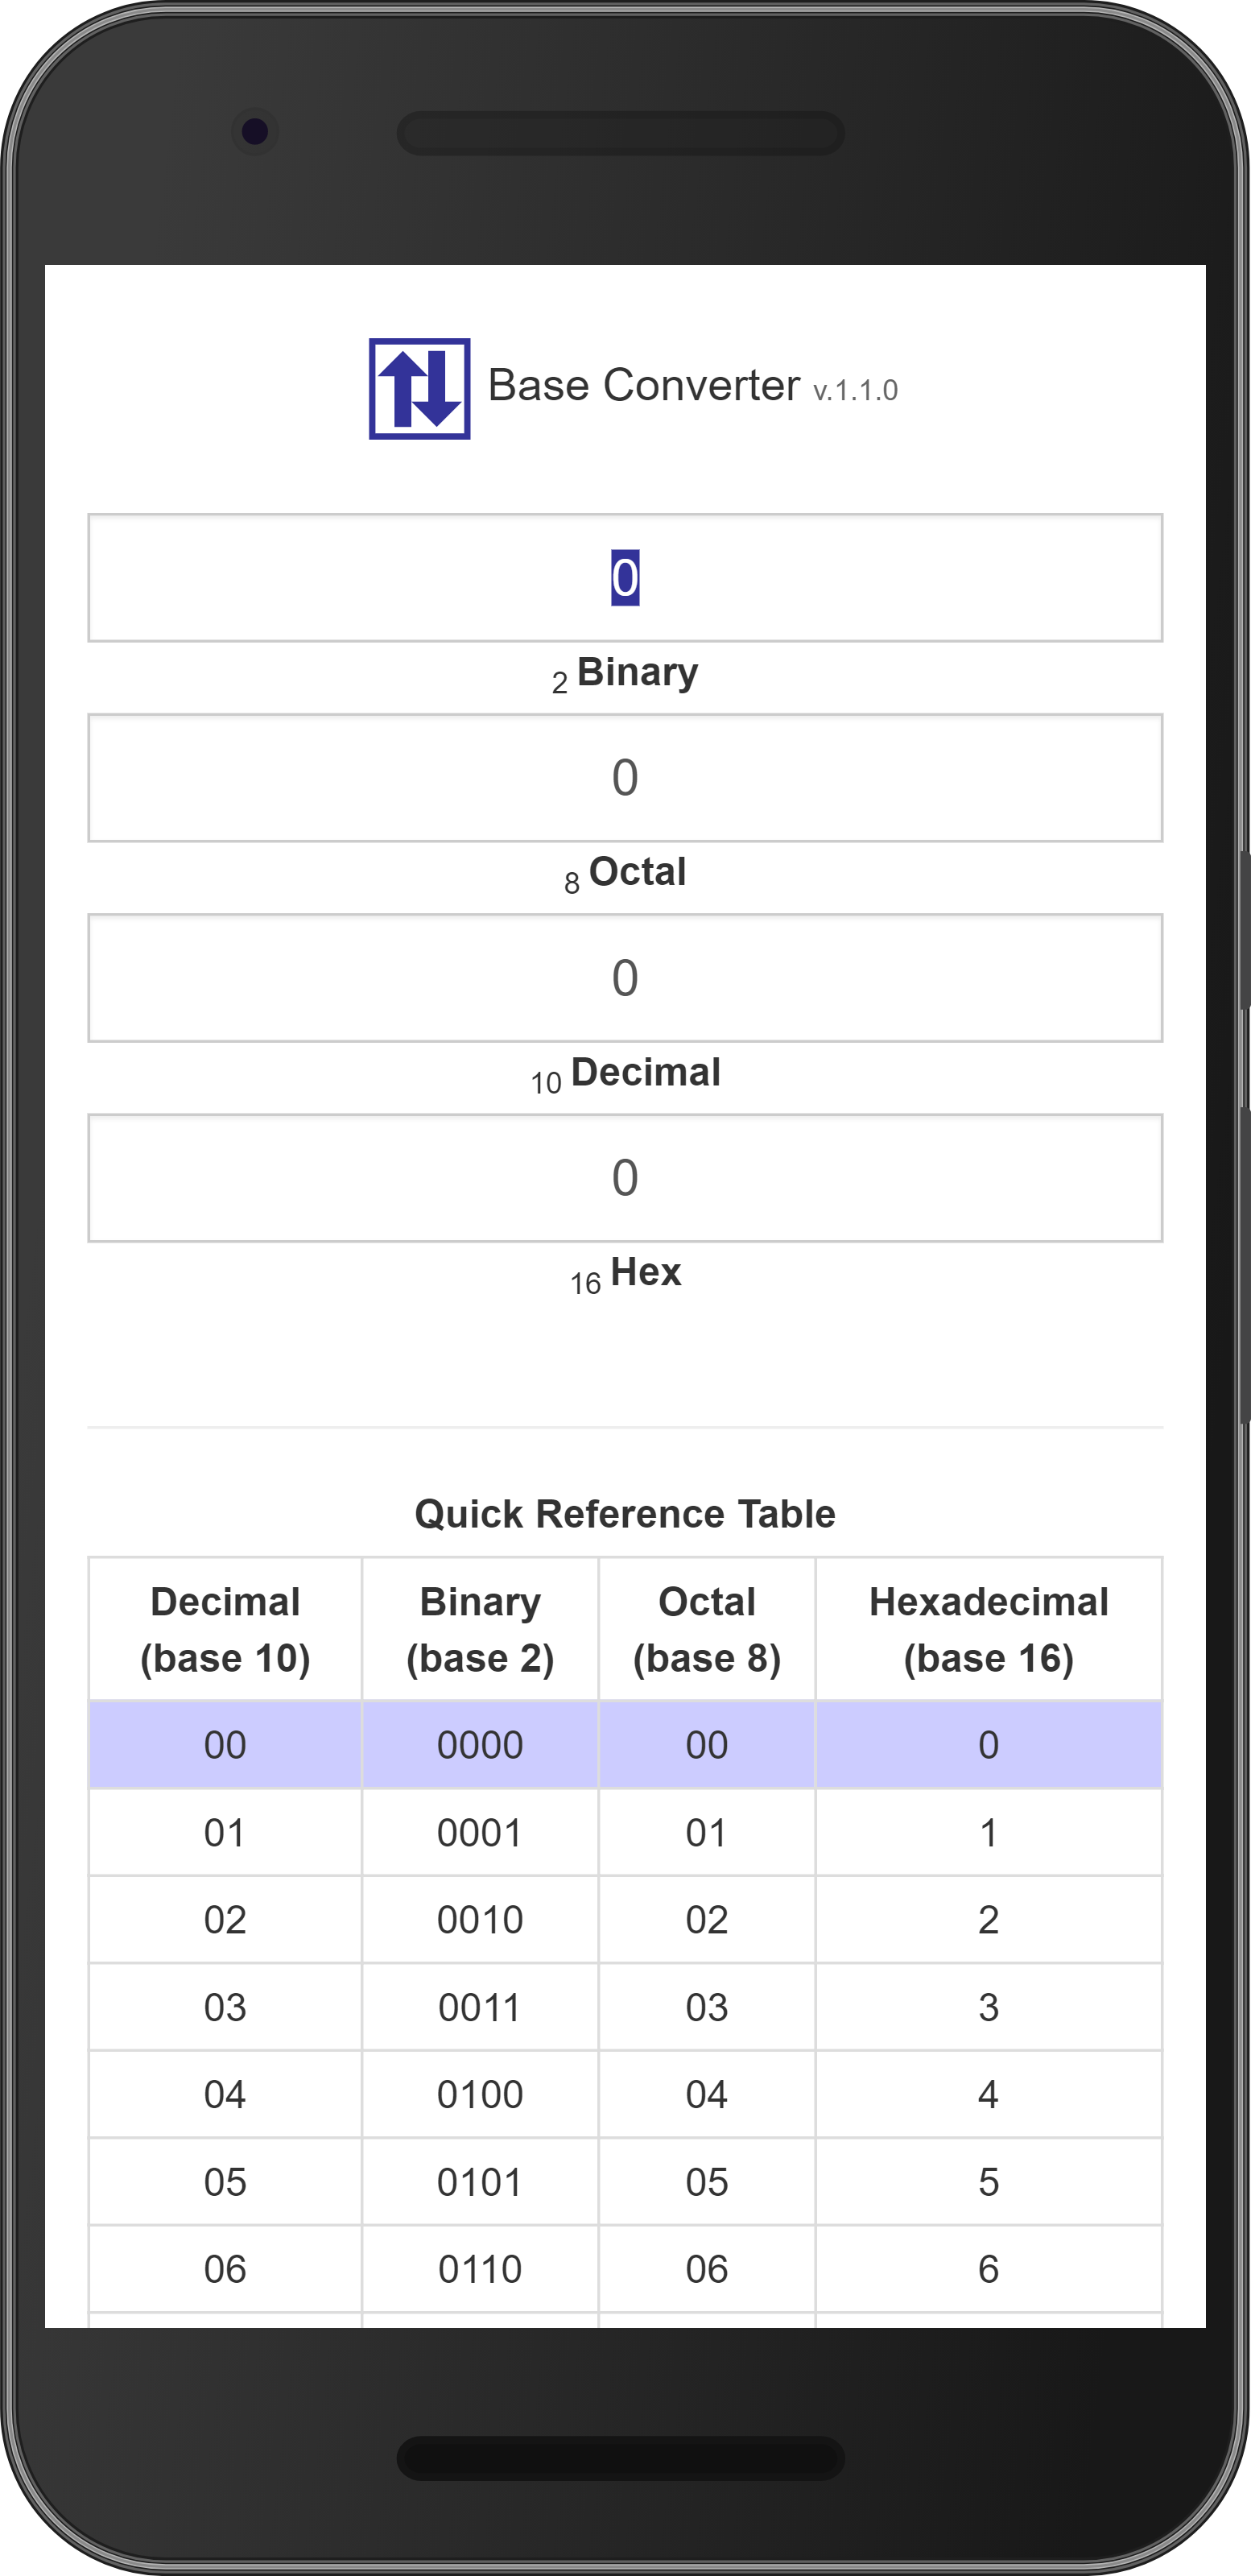 Base Converter v.1.1.0
0
2 Binary
0
8 Octal
0
10 Decimal
0
16 Hex
Quick Reference Table
Decimal (base 10) Binary (base 2) Octal (base 8) Hexadecimal (base 16)
00 0000 00 0
01 0001 01 1
02 0010 02 2
03 0011 03 3
04 0100 04 4
05 0101 05 5
06 0110 06 6